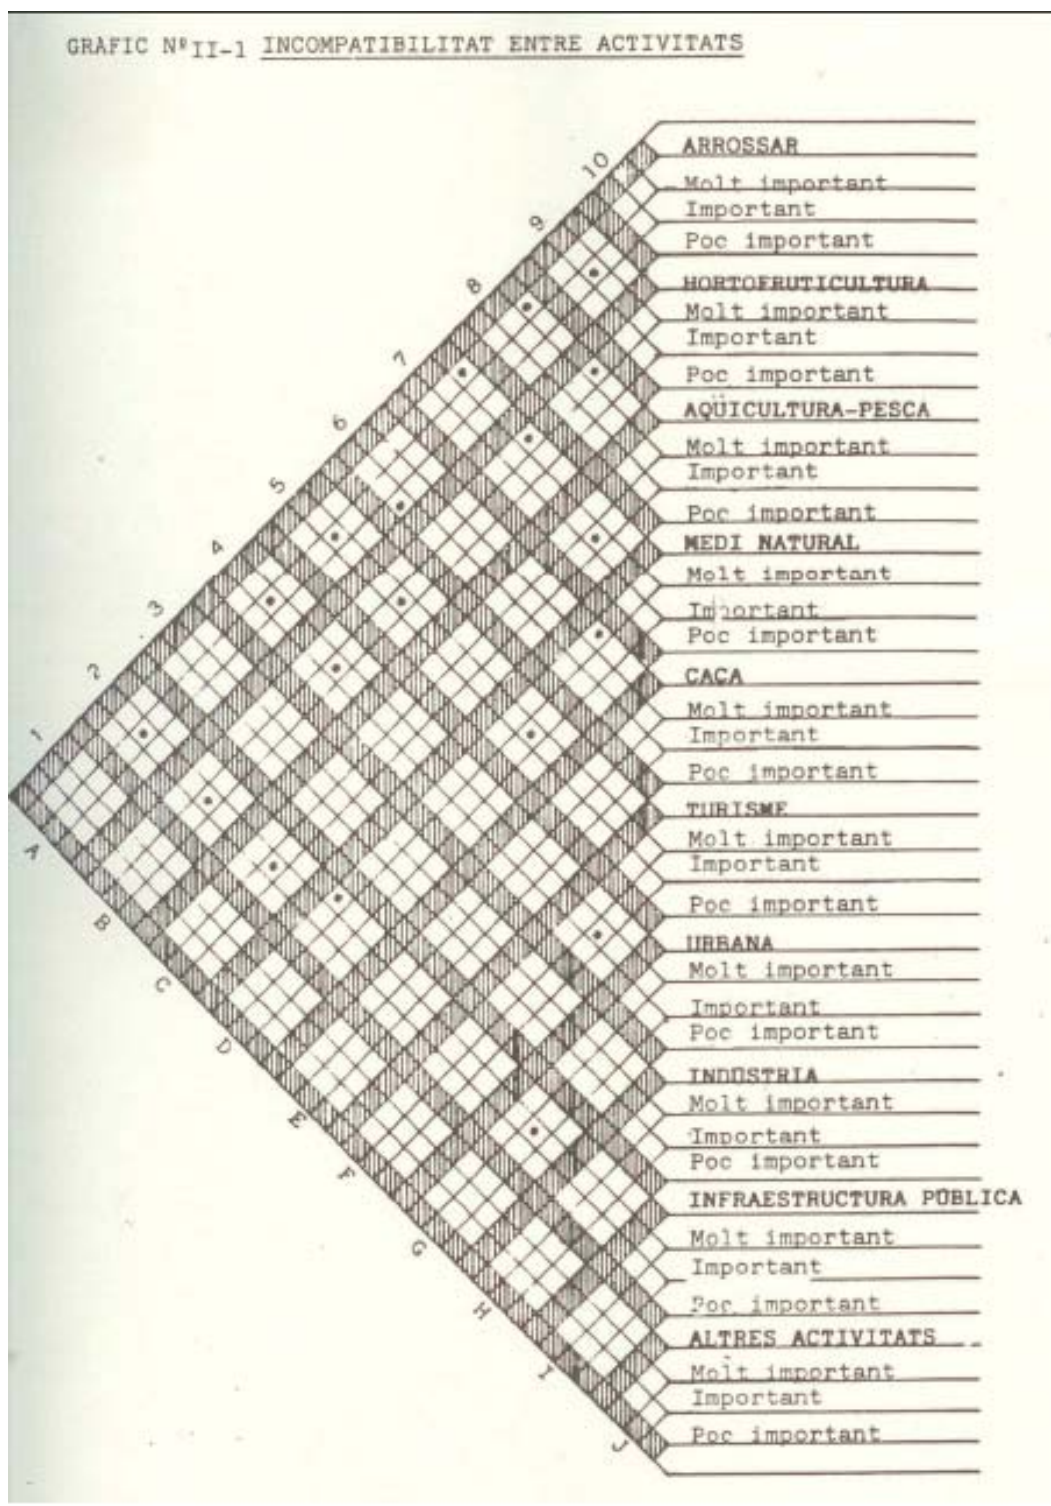 GRÀFIC Nº II-1 INCOMPATIBILITAT ENTRE ACTIVITATS
ARROSSAR
Molt important
Important
Poc important
HORTOFRUTICULTURA
Molt important
Important
Poc important
AQÜICULTURA-PESCA
Molt important
Important
Poc important
MEDI NATURAL
Molt important
Important
Poc important
CAÇA
Molt important
Important
Poc important
TURISME
Molt important
Important
Poc important
URBANA
Molt important
Important
Poc important
INDÚSTRIA
Molt important
Important
Poc important
INFRAESTRUCTURA PÚBLICA
Molt important
Important
Poc important
ALTRES ACTIVITATS
Molt important
Important
Poc important
1
2
3
4
5
6
7
8
9
10
A
B
C
D
E
F
G
H
I
J